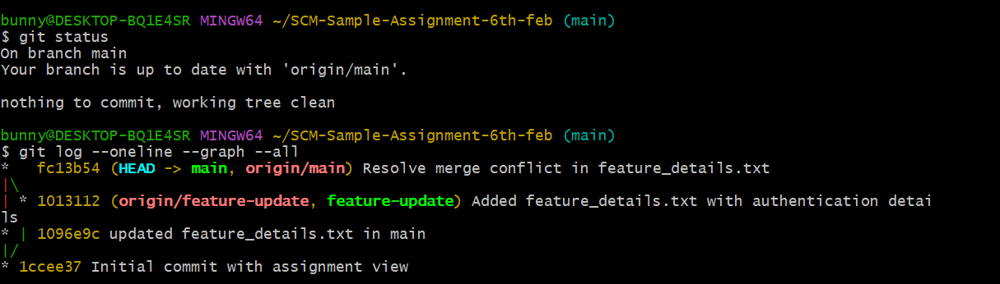 bunny@DESKTOP-BQ1E4SR MINGW64 ~/SCM-Sample-Assignment-6th-feb (main)
$ git status
On branch main
Your branch is up to date with 'origin/main'.

nothing to commit, working tree clean

bunny@DESKTOP-BQ1E4SR MINGW64 ~/SCM-Sample-Assignment-6th-feb (main)
$ git log --oneline --graph --all
*   fc13b54 (HEAD -> main, origin/main) Resolve merge conflict in feature_details.txt
|\
| * 1013112 (origin/feature-update, feature-update) Added feature_details.txt with authentication detai
ls
* | 1096e9c updated feature_details.txt in main
|/
* 1ccee37 Initial commit with assignment view